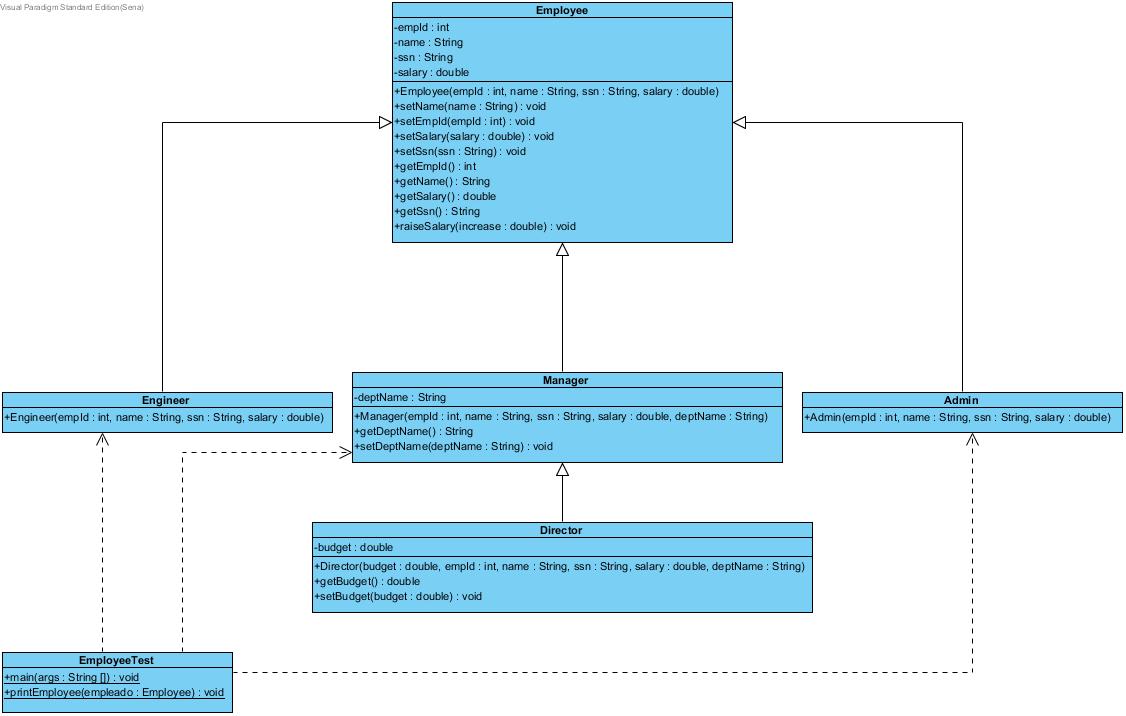 Visual Paradigm Standard Edition(Sena)
Employee
-empId : int
-name : String
-ssn : String
-salary : double
+Employee(empId : int, name : String, ssn : String, salary : double)
+setName(name : String) : void
+setEmpId(empId : int) : void
+setSalary(salary : double) : void
+setSsn(ssn : String) : void
+getEmpId() : int
+getName() : String
+getSalary() : double
+getSsn() : String
+raiseSalary(increase : double) : void
Engineer
+Engineer(empId : int, name : String, ssn : String, salary : double)
Manager
-deptName : String
+Manager(empId : int, name : String, ssn : String, salary : double, deptName : String)
+getDeptName() : String
+setDeptName(deptName : String) : void
Admin
+Admin(empId : int, name : String, ssn : String, salary : double)
Director
-budget : double
+Director(budget : double, empId : int, name : String, ssn : String, salary : double, deptName : String)
+getBudget() : double
+setBudget(budget : double) : void
EmployeeTest
+main(args : String []) : void
+printEmployee(empleado : Employee) : void